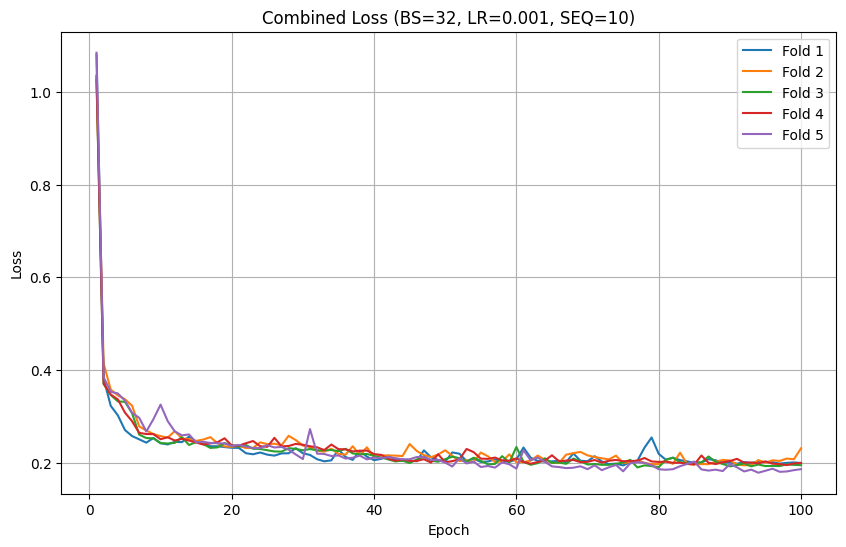 Combined Loss (BS=32, LR=0.001, SEQ=10)
Fold 1
Fold 2
Fold 3
Fold 4
Fold 5
Loss
1.0
0.8
0.6
0.4
0.2
0 20 40 60 80 100
Epoch